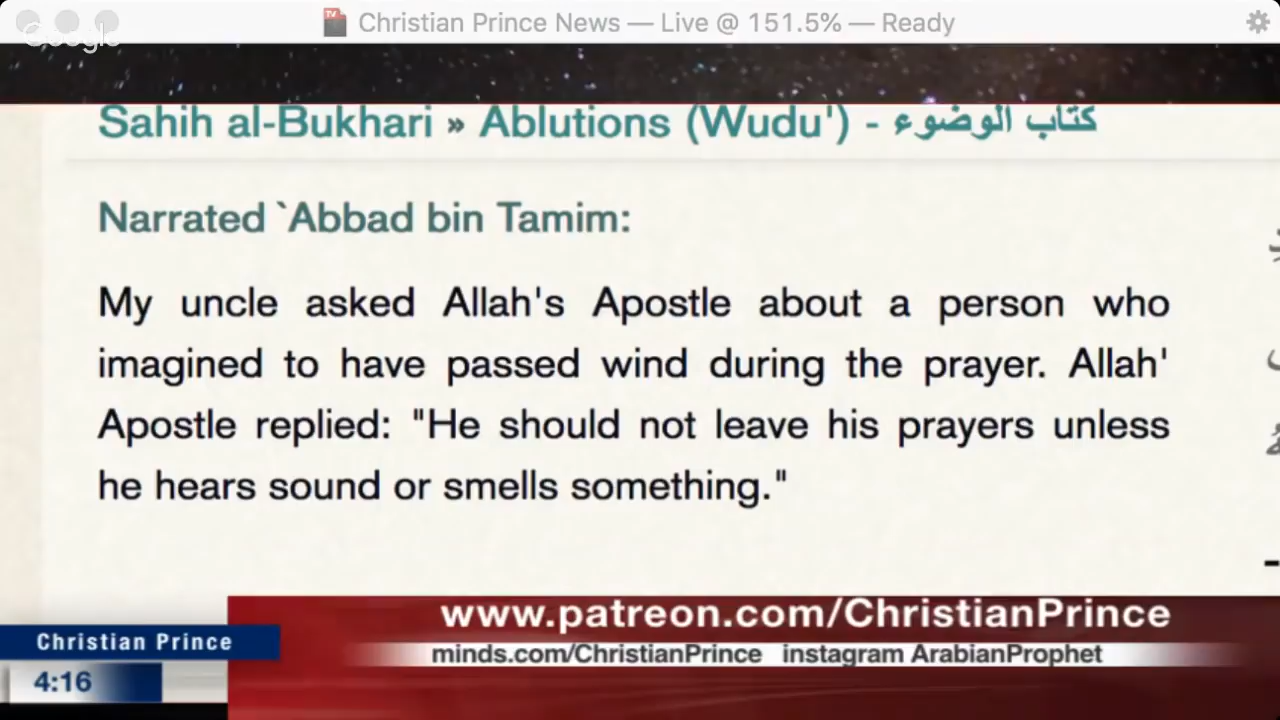 Christian Prince News — Live @ 151.5% — Ready
Google
Sahih al-Bukhari » Ablutions (Wudu') - كتاب الوضوء
Narrated `Abbad bin Tamim:
My uncle asked Allah's Apostle about a person who
imagined to have passed wind during the prayer. Allah'
Apostle replied: "He should not leave his prayers unless
he hears sound or smells something."
www.patreon.com/ChristianPrince
Christian Prince
minds.com/ChristianPrince instagram ArabianProphet
4:16